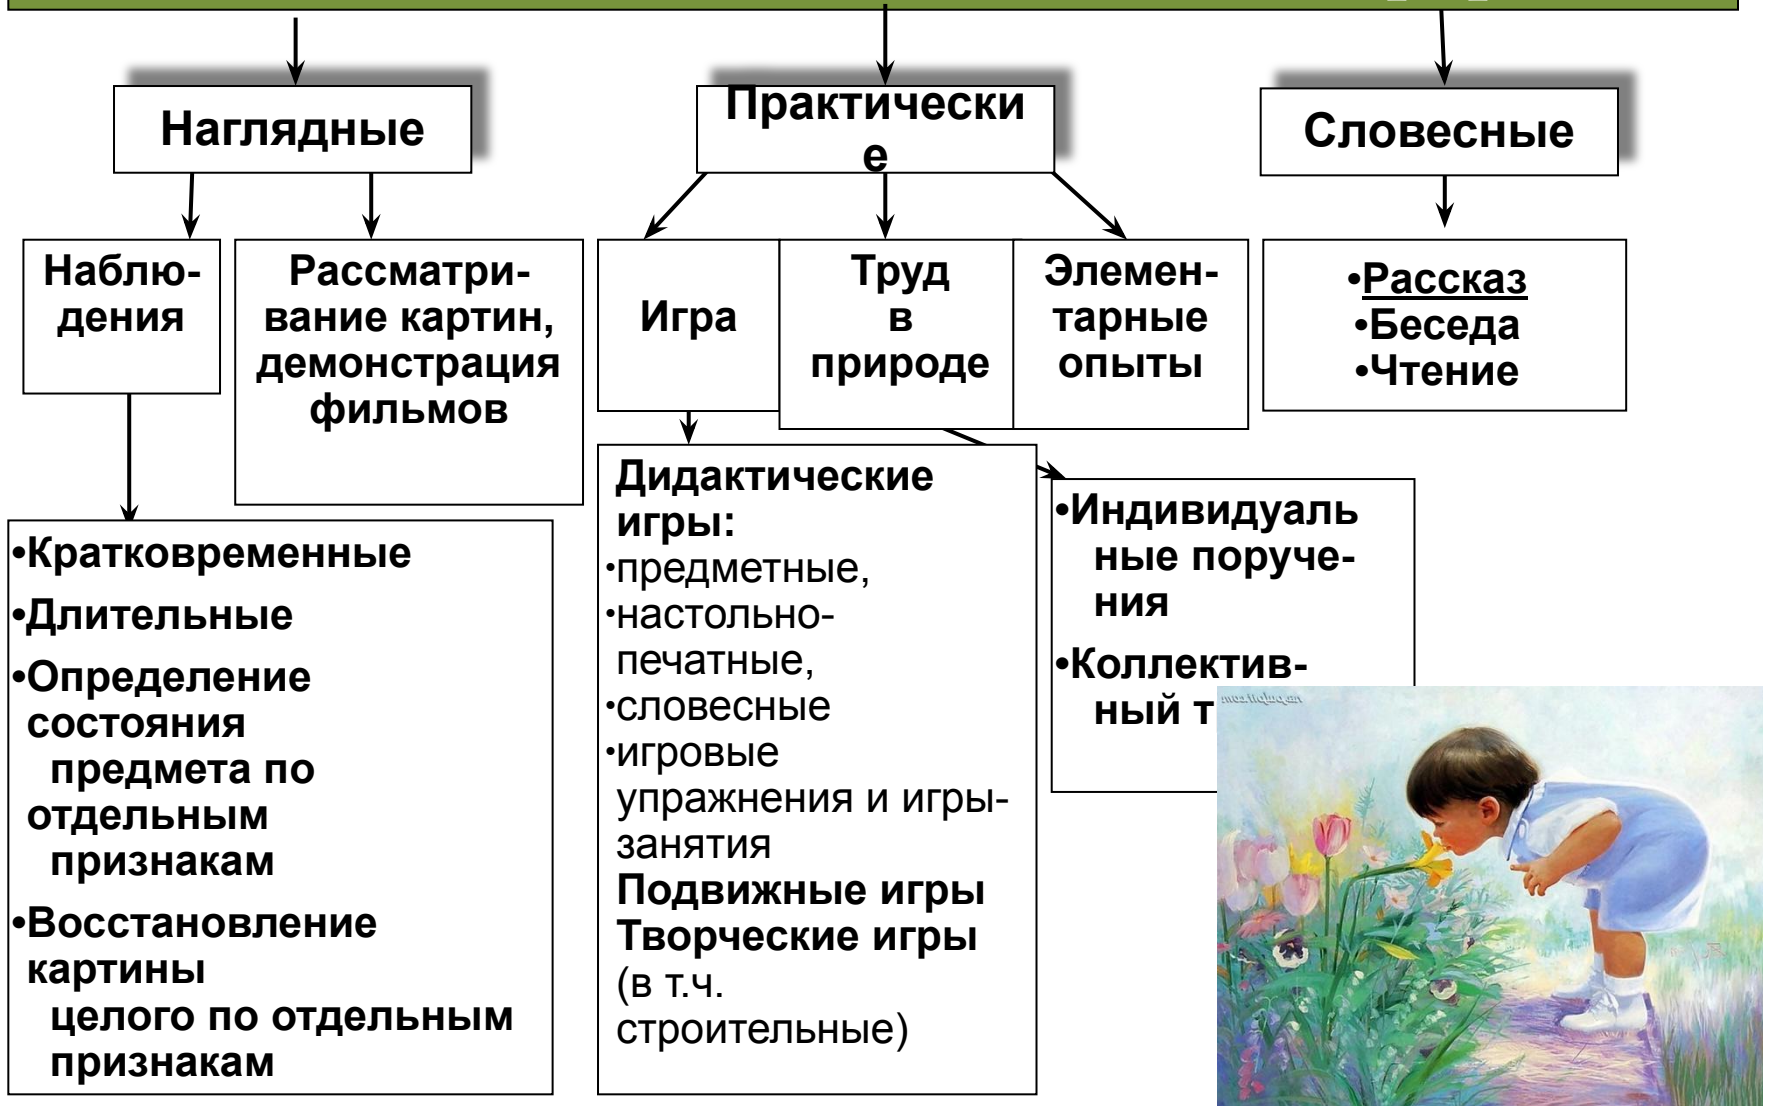 Наглядные
Практически
е
Словесные
Наблю-
дения
Рассматри-
вание картин,
демонстрация
фильмов
Игра
Труд
в
природе
Элемен-
тарные
опыты
•Рассказ
•Беседа
•Чтение
•Кратковременные
•Длительные
•Определение
состояния
предмета по
отдельным
признакам
•Восстановление
картины
целого по отдельным
признакам
Дидактические
игры:
•предметные,
•настольно-
печатные,
•словесные
•игровые
упражнения и игры-
занятия
Подвижные игры
Творческие игры
(в т.ч.
строительные)
•Индивидуаль
ные поруче-
ния
•Коллектив-
ный т